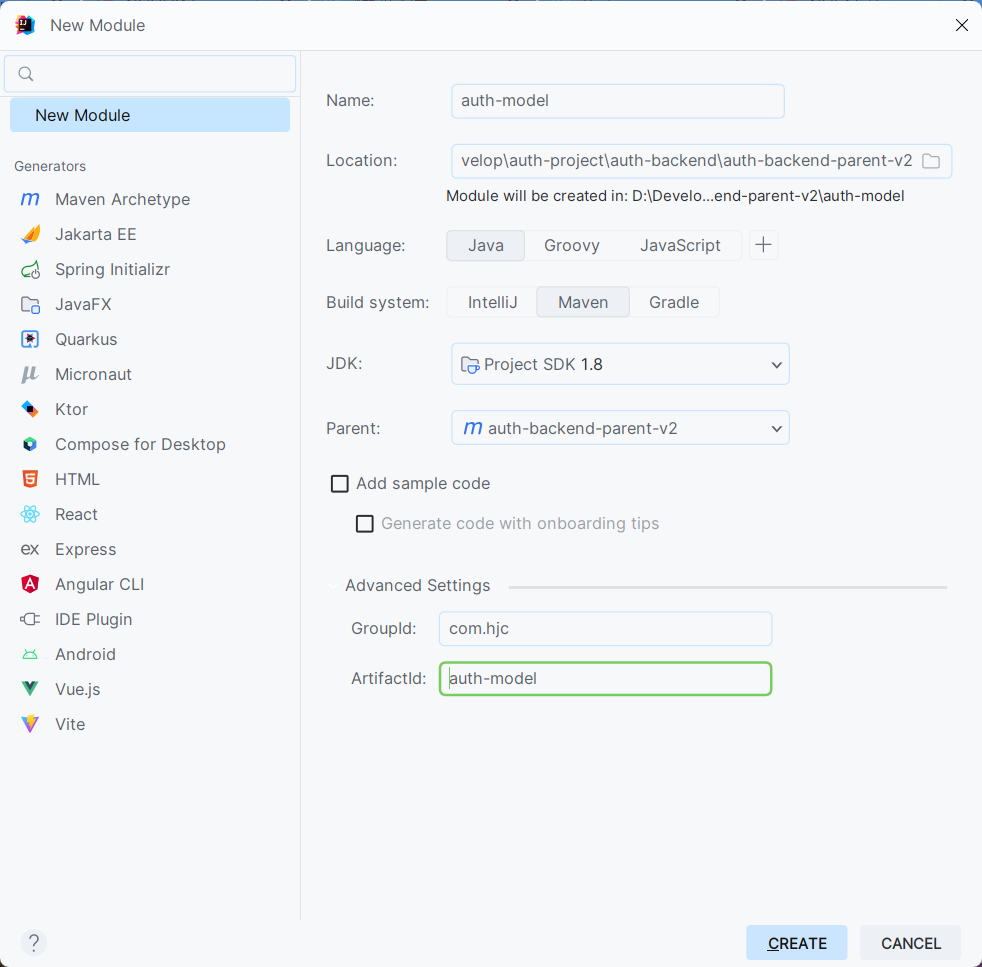 New Module
New Module
Generators
Maven Archetype
Jakarta EE
Spring Initializr
JavaFX
Quarkus
Micronaut
Ktor
Compose for Desktop
HTML
React
Express
Angular CLI
IDE Plugin
Android
Vue.js
Vite
Name: auth-model
Location: velop\auth-project\auth-backend\auth-backend-parent-v2
Module will be created in: D:\Develo...end-parent-v2\auth-model
Language: Java Groovy JavaScript +
Build system: IntelliJ Maven Gradle
JDK: Project SDK 1.8
Parent: auth-backend-parent-v2
Add sample code
Generate code with onboarding tips
Advanced Settings
GroupId: com.hjc
ArtifactId: auth-model
? CREATE CANCEL